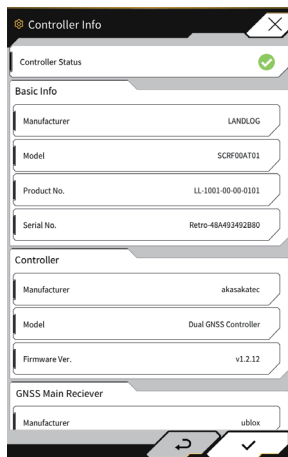 Controller Info
Controller Status
Basic Info
Manufacturer LANDLOG
Model SCRF00AT01
Product No. LL-1001-00-00-0101
Serial No. Retro-48A493492B80
Controller
Manufacturer akasakatec
Model Dual GNSS Controller
Firmware Ver. v1.2.12
GNSS Main Reciever
Manufacturer ublox